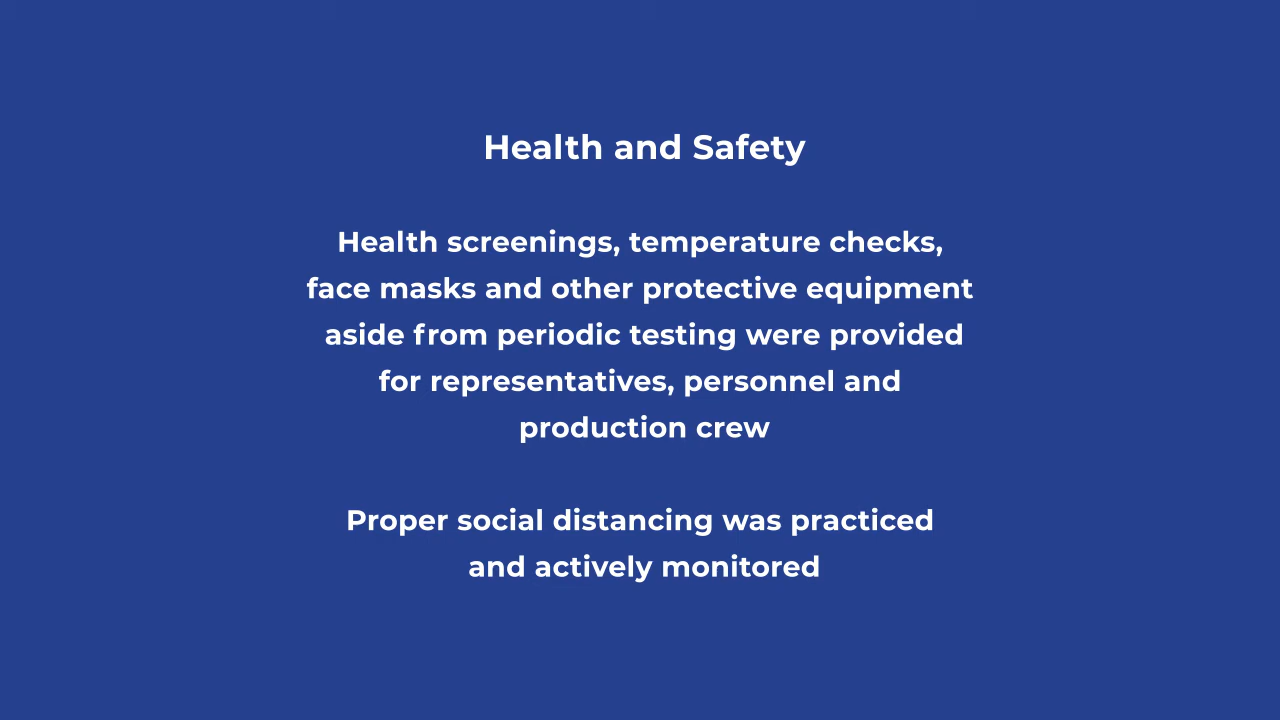 Health and Safety
Health screenings, temperature checks,
face masks and other protective equipment
aside from periodic testing were provided
for representatives, personnel and
production crew
Proper social distancing was practiced
and actively monitored